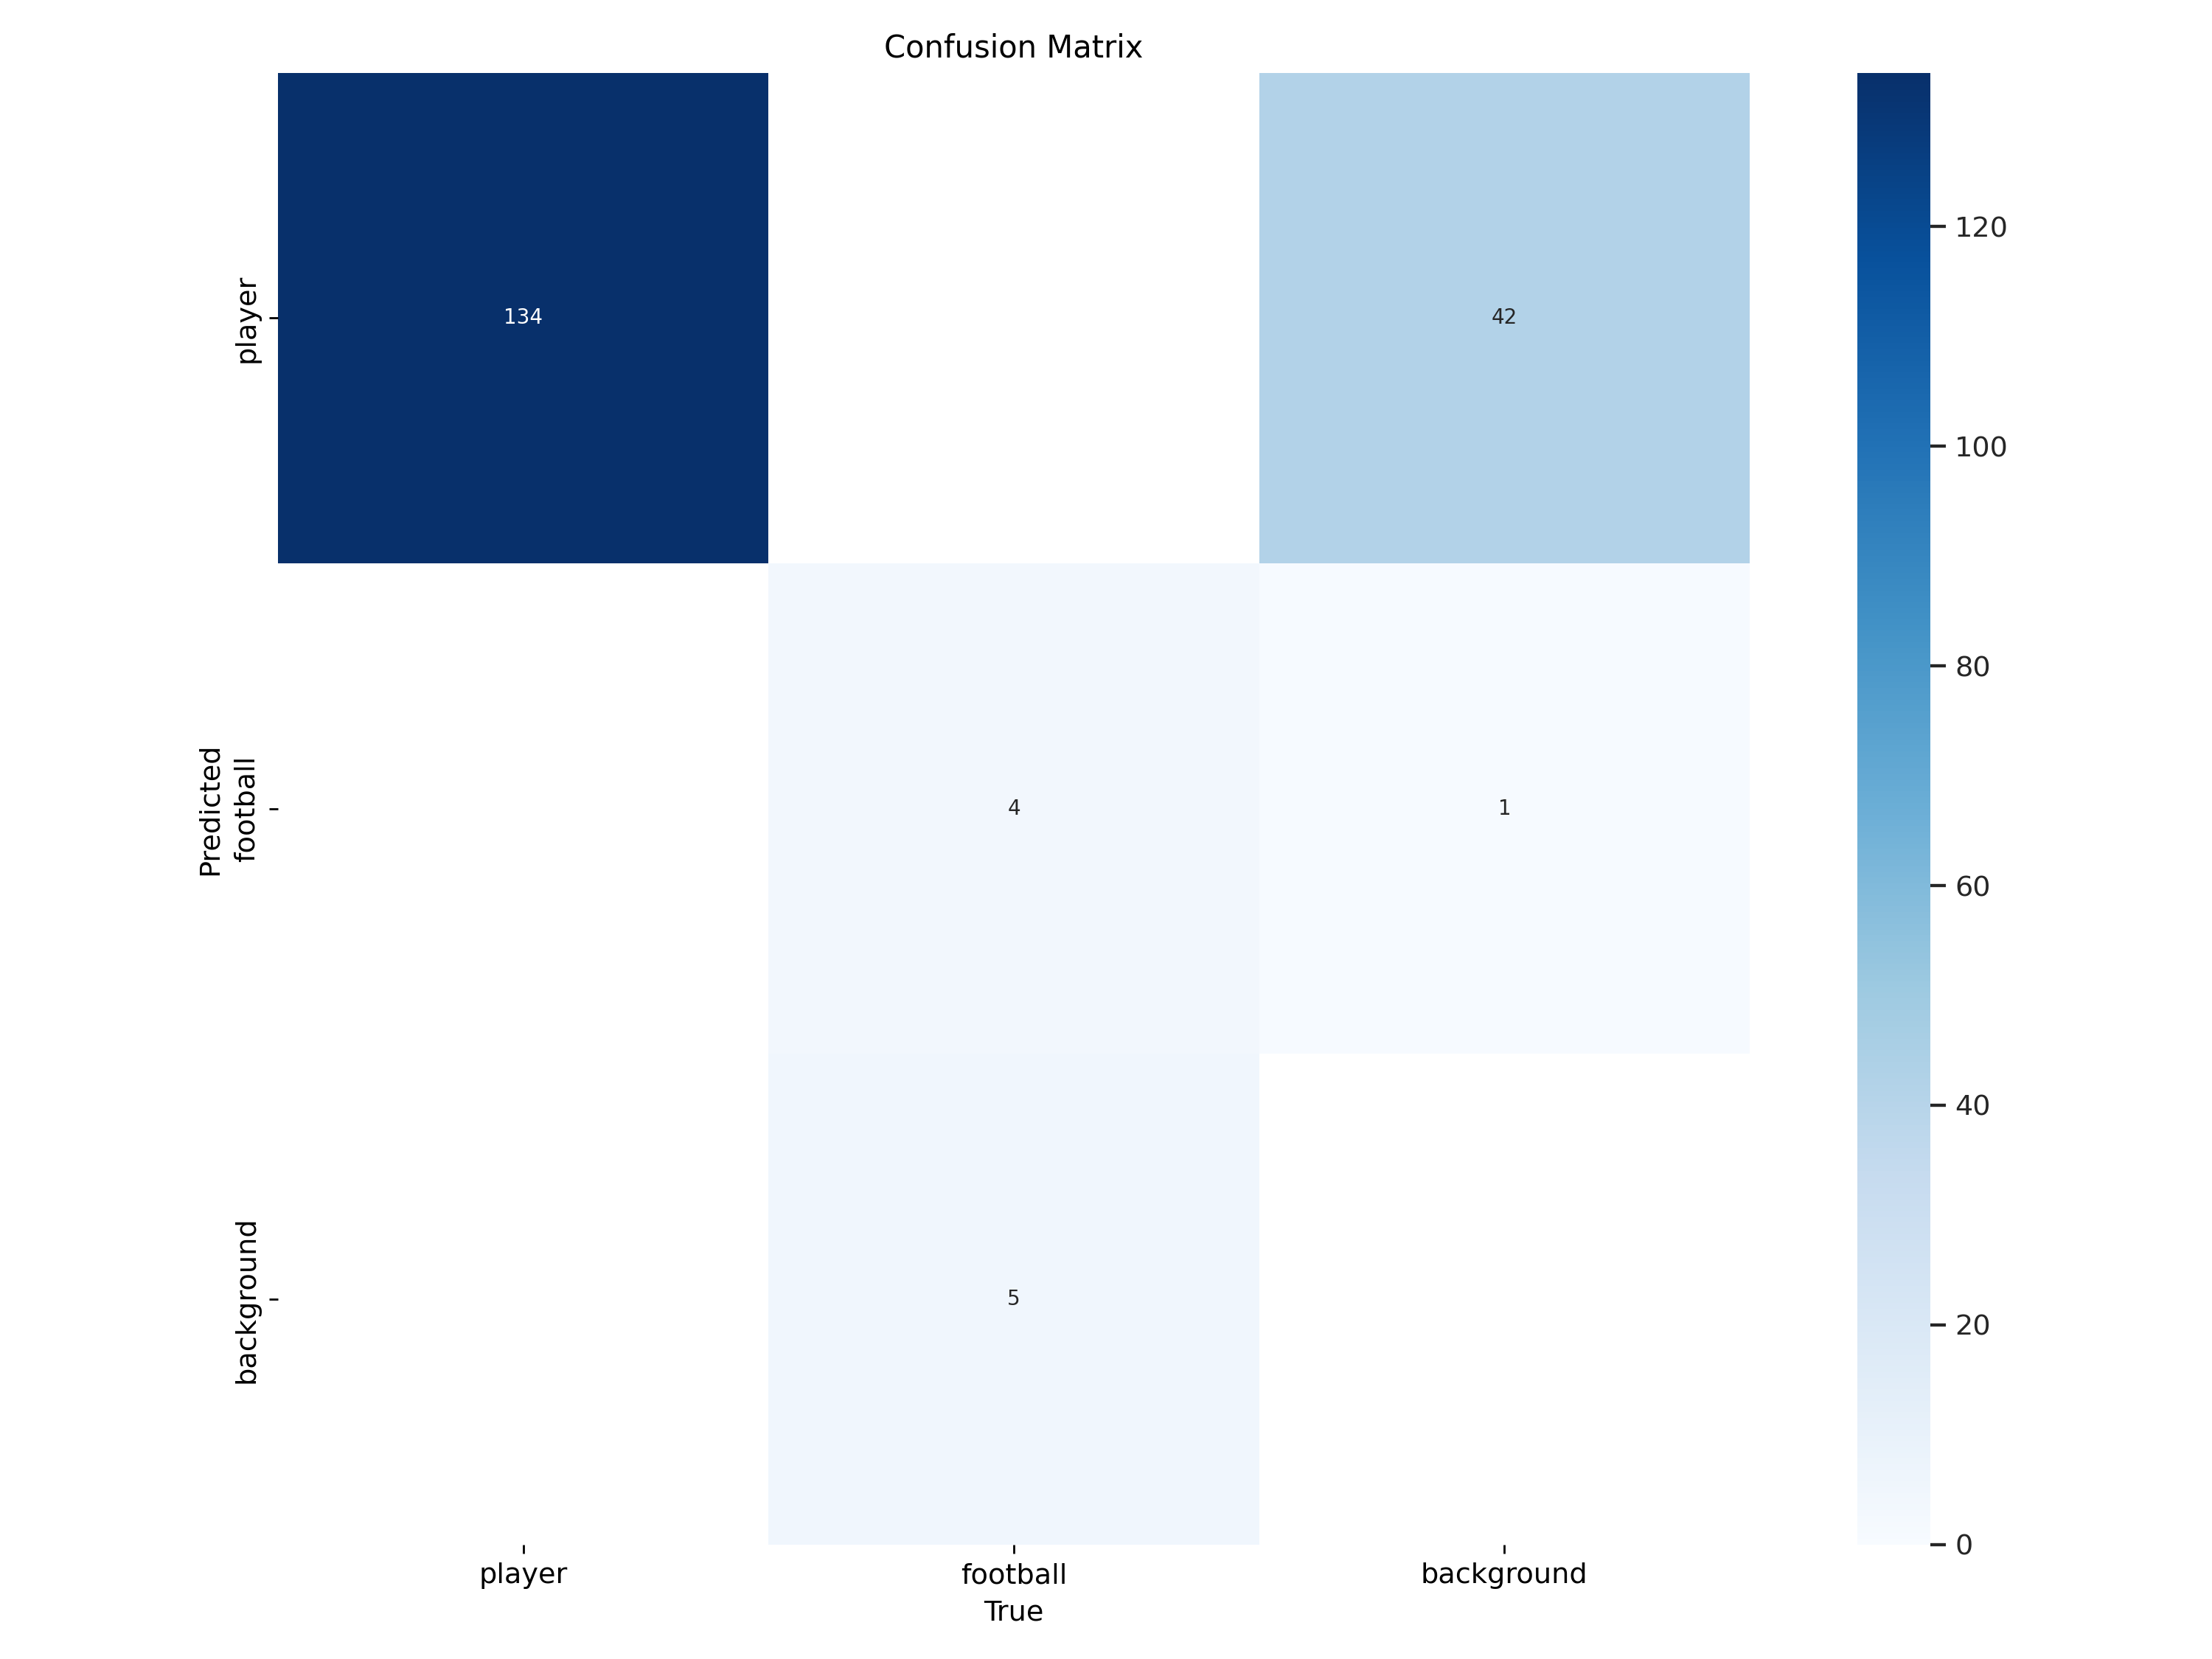 Confusion Matrix
player
134
42
120
100
80
Predicted
football
4
1
60
40
background
5
20
0
player
football
background
True